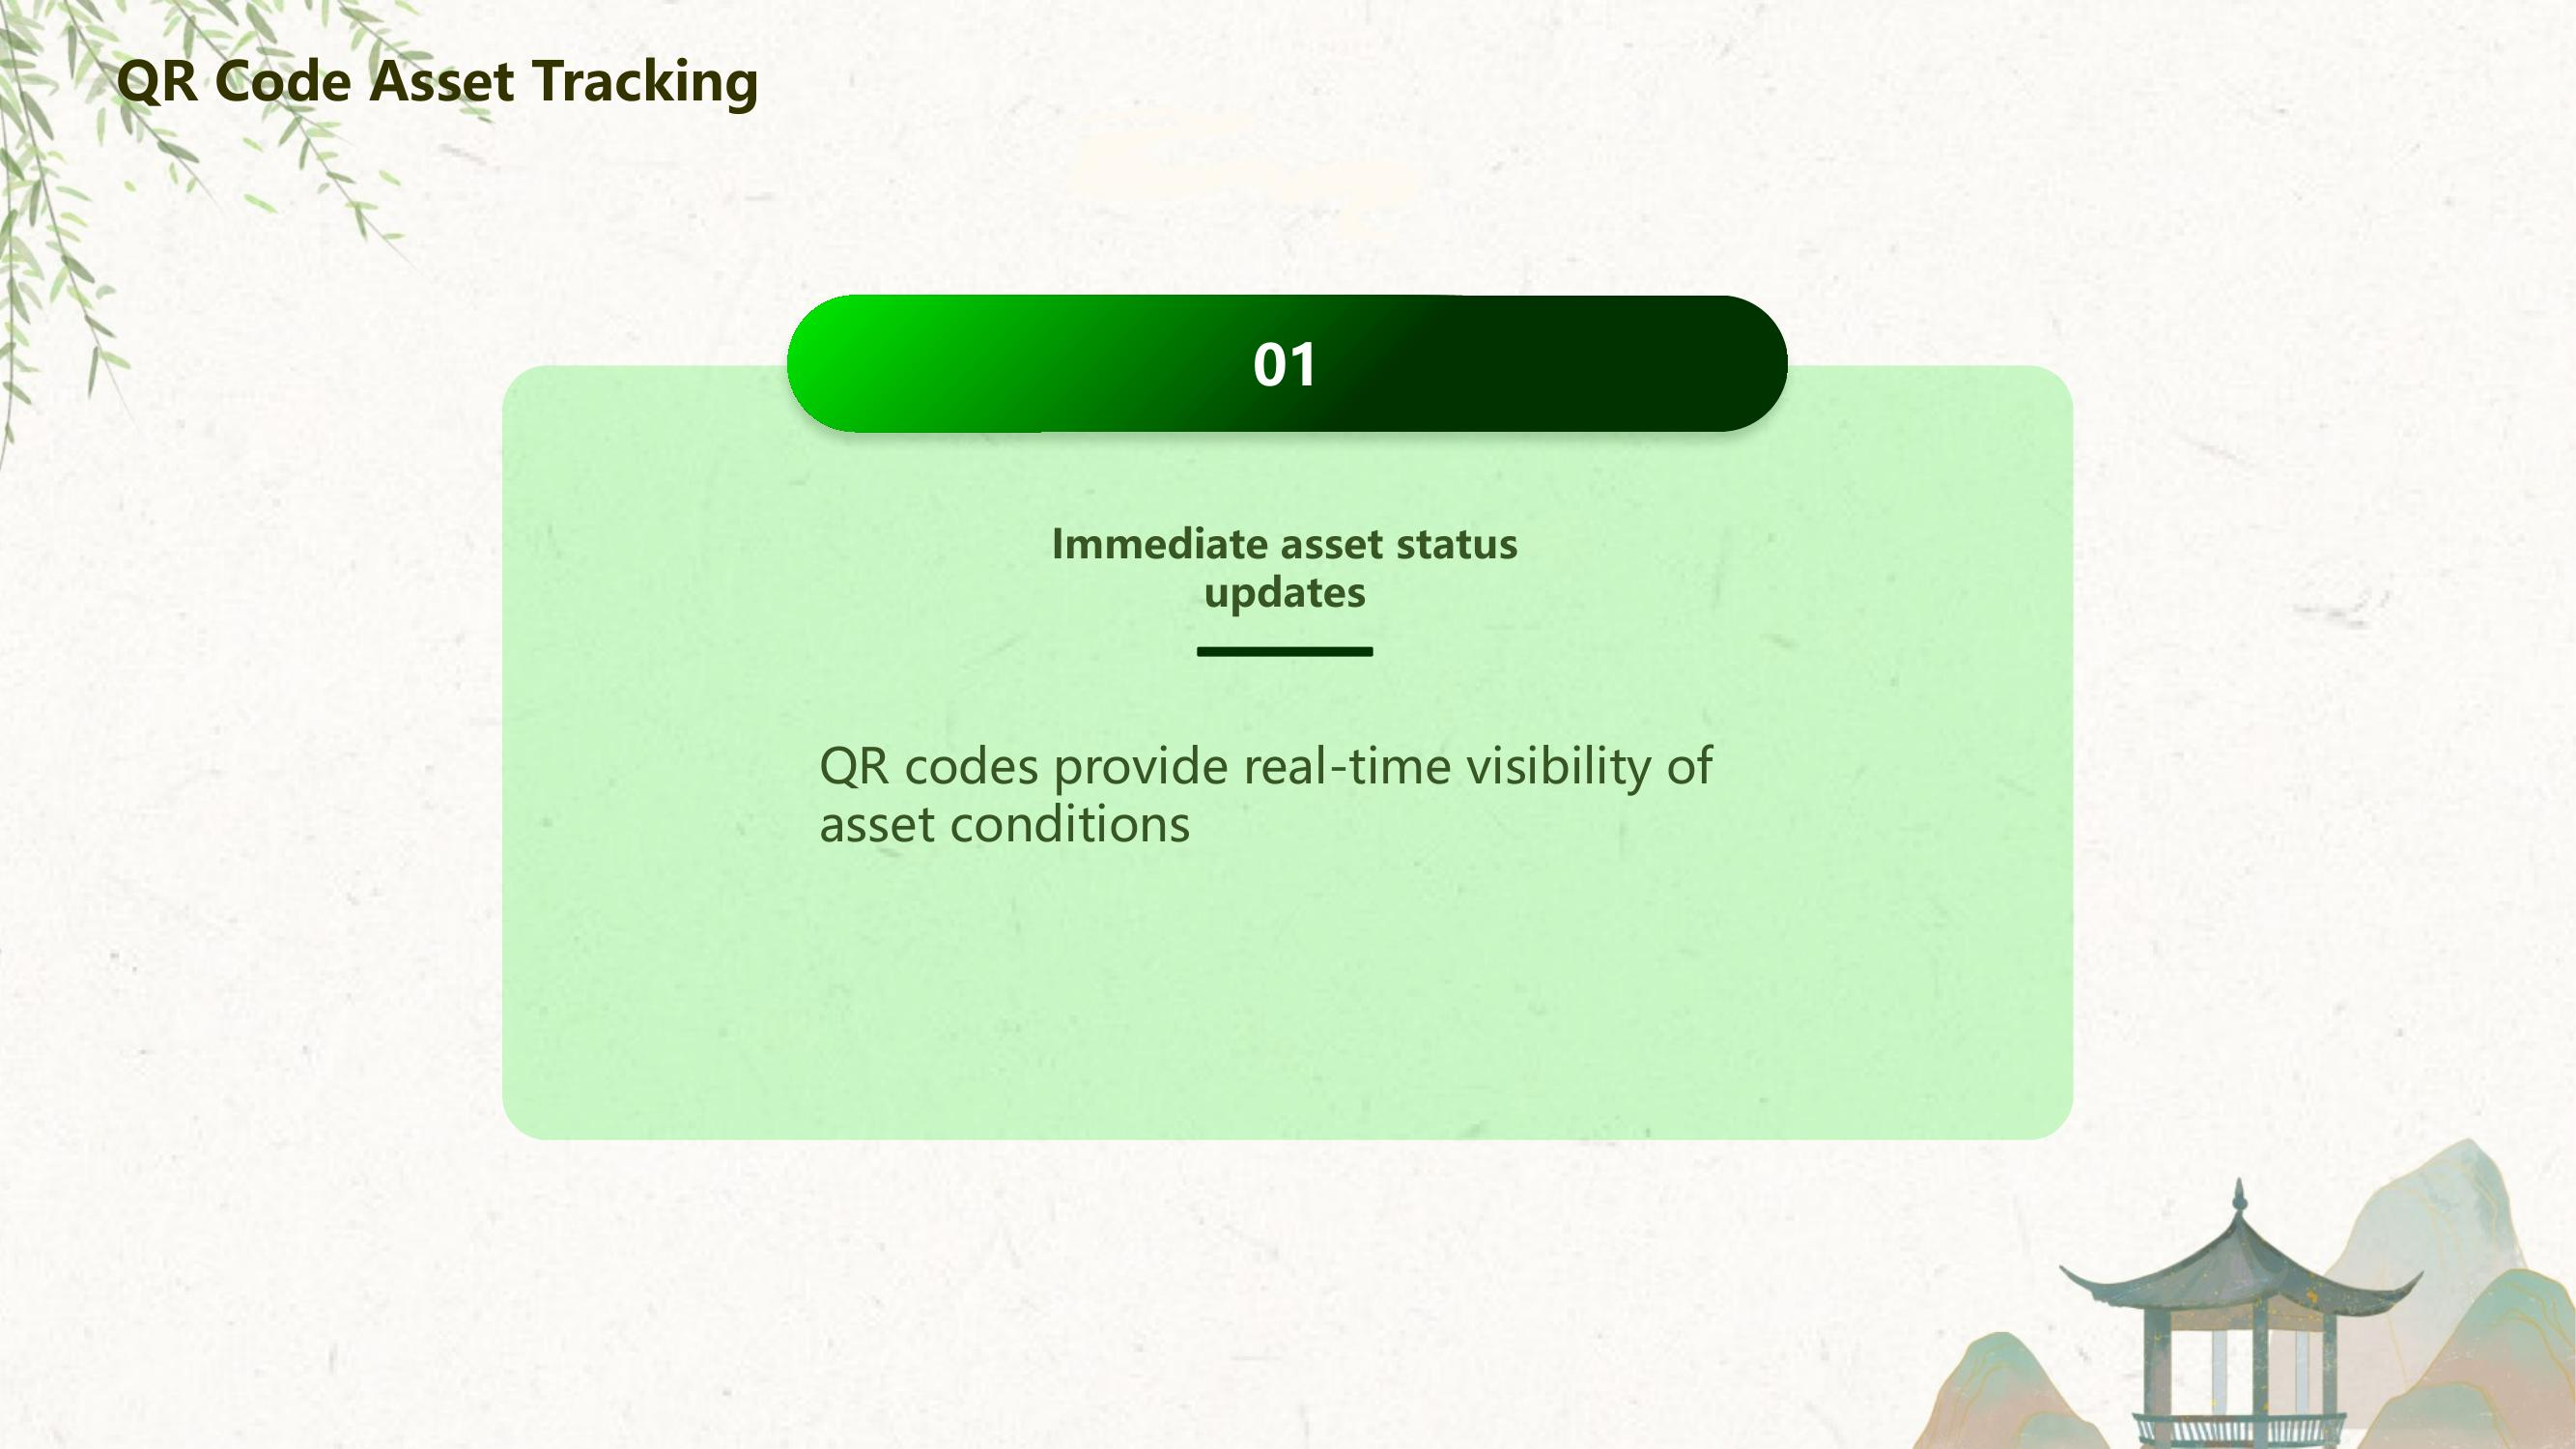 QR Code Asset Tracking
01
Immediate asset status
updates
QR codes provide real-time visibility of
asset conditions